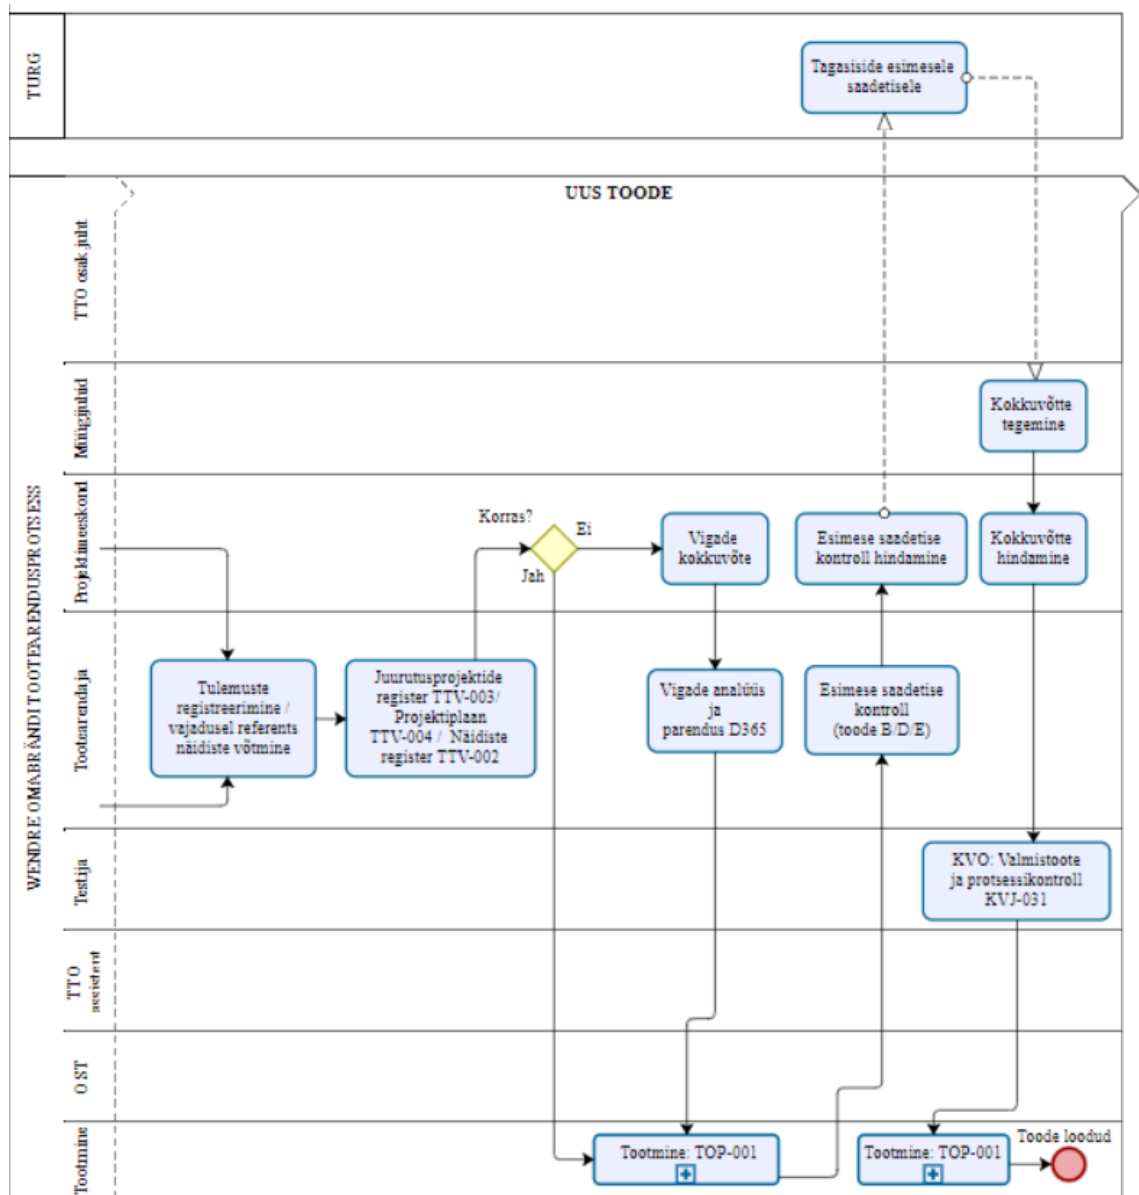 TURG
Tagasiside esimesele
saadetisele
WENDRE OMABRÄNDI TOOTEARENDUSPROTSESS
UUS TOODE
TTO osak.juht
Müügijuhid
Kokkuvõtte
tegemine
Projektimeeskond
Korras?
Ei
Jah
Vigade
kokkuvõte
Esimese saadetise
kontroll hindamine
Kokkuvõtte
hindamine
Tootearendaja
Tulemuste
registreerimine /
vajadusel referents
näidiste võtmine
Juurutusprojektide
register TTV-003/
Projektiplaan
TTV-004 / Näidiste
register TTV-002
Vigade analüüs
ja
parendus D365
Esimese saadetise
kontroll
(toode B/D/E)
Testija
KVO: Valmistoote
ja protsessikontroll
KVJ-031
TTO
assistent
OST
Tootmine
Tootmine: TOP-001
Tootmine: TOP-001
Toode loodud